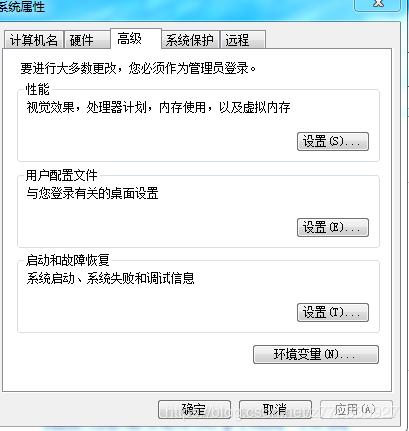 系统属性
计算机名 硬件 高级 系统保护 远程
要进行大多数更改，您必须作为管理员登录。
性能
视觉效果，处理器计划，内存使用，以及虚拟内存
设置(S)...
用户配置文件
与您登录有关的桌面设置
设置(E)...
启动和故障恢复
系统启动、系统失败和调试信息
设置(T)...
环境变量(N)...
确定 取消 应用(A)